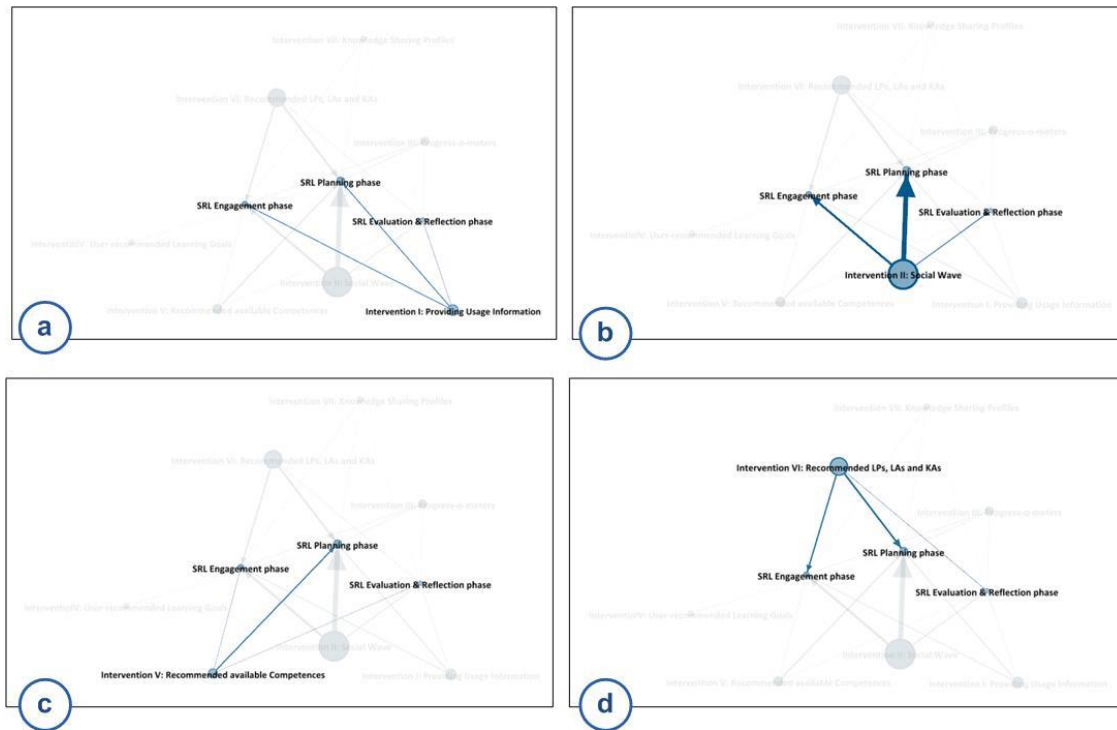 Intervention VII: Knowledge Sharing Profiles
Intervention VI: Recommended LPs, LAs and KAs
Intervention III: Progress-o-meters
SRL Planning phase
SRL Engagement phase
SRL Evaluation & Reflection phase
InterventionIV: User-recommended Learning Goals
Intervention II: Social Wave
Intervention V: Recommended available Competences
Intervention I: Providing Usage Information
a
Intervention VII: Knowledge Sharing Profiles
Intervention VI: Recommended LPs, LAs and KAs
Intervention III: Progress-o-meters
SRL Planning phase
SRL Engagement phase
SRL Evaluation & Reflection phase
InterventionIV: User-recommended Learning Goals
Intervention II: Social Wave
Intervention V: Recommended available Competences
Intervention I: Providing Usage Information
b
Intervention VII: Knowledge Sharing Profiles
Intervention VI: Recommended LPs, LAs and KAs
Intervention III: Progress-o-meters
SRL Planning phase
SRL Engagement phase
SRL Evaluation & Reflection phase
InterventionIV: User-recommended Learning Goals
Intervention II: Social Wave
Intervention V: Recommended available Competences
Intervention I: Providing Usage Information
c
Intervention VII: Knowledge Sharing Profiles
Intervention VI: Recommended LPs, LAs and KAs
Intervention III: Progress-o-meters
SRL Planning phase
SRL Engagement phase
SRL Evaluation & Reflection phase
InterventionIV: User-recommended Learning Goals
Intervention II: Social Wave
Intervention V: Recommended available Competences
Intervention I: Providing Usage Information
d